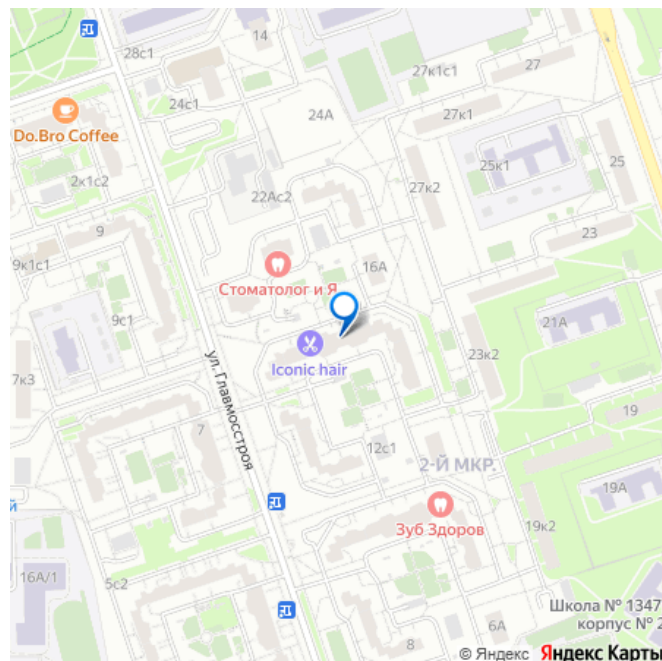 14
28с1
27к1с1
27
24с1
24А
27к1
Do.Bro Coffee
2к1с2
25к1
25
22Ас2
27к2
9
23
9к1с1
16А
Стоматолог и Я
9с1
21А
Iconic hair
23к2
7к3
ул. Главмосстроя
19
7
12с1
2-Й МКР.
19А
й
Зуб Здоров
19к2
16А/1
5с2
Школа № 1347
корпус № 2
6А
8
© Яндекс Яндекс Карты